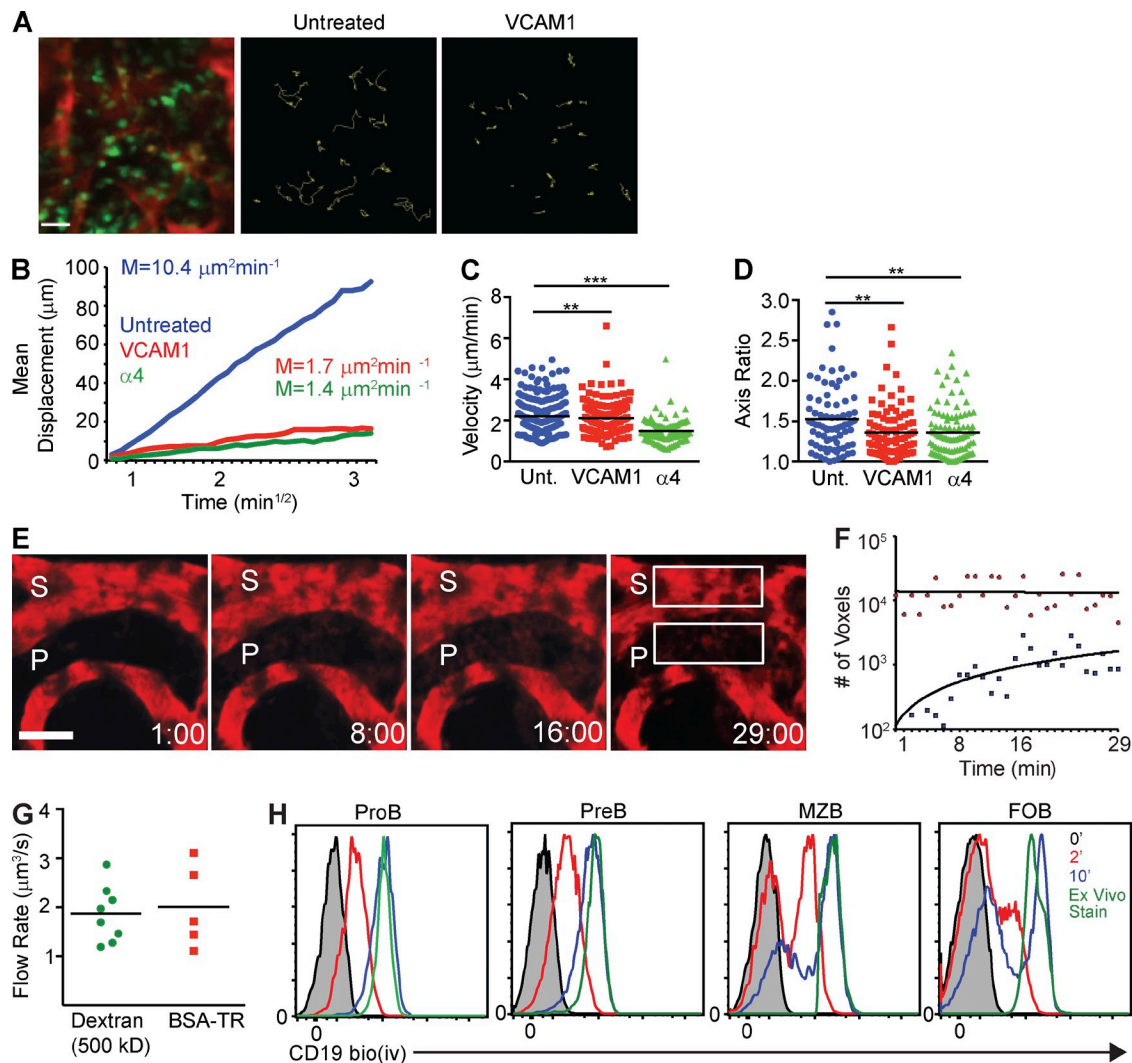 A
Untreated
VCAM1
B
100
80
60
40
20
0
Mean
Displacement (μm)
M=10.4 μm²min⁻¹
Untreated
VCAM1
α4
M=1.7 μm²min ⁻¹
M=1.4 μm²min ⁻¹
1 2 3
Time (min¹ᐟ²)
C
***
**
8
6
4
2
0
Velocity (μm/min)
Unt. VCAM1 α4
D
**
**
3.0
2.5
2.0
1.5
1.0
Axis Ratio
Unt. VCAM1 α4
E
S
P
1:00
S
P
8:00
S
P
16:00
S
P
29:00
F
10⁵
10⁴
10³
10²
# of Voxels
1 8 16 29
Time (min)
G
4
3
2
1
Flow Rate (μm³/s)
Dextran BSA-TR
(500 kD)
H
ProB
PreB
MZB
FOB
0'
2'
10'
Ex Vivo
Stain
0 0 0 0
0 0 0 0
CD19 bio(iv)